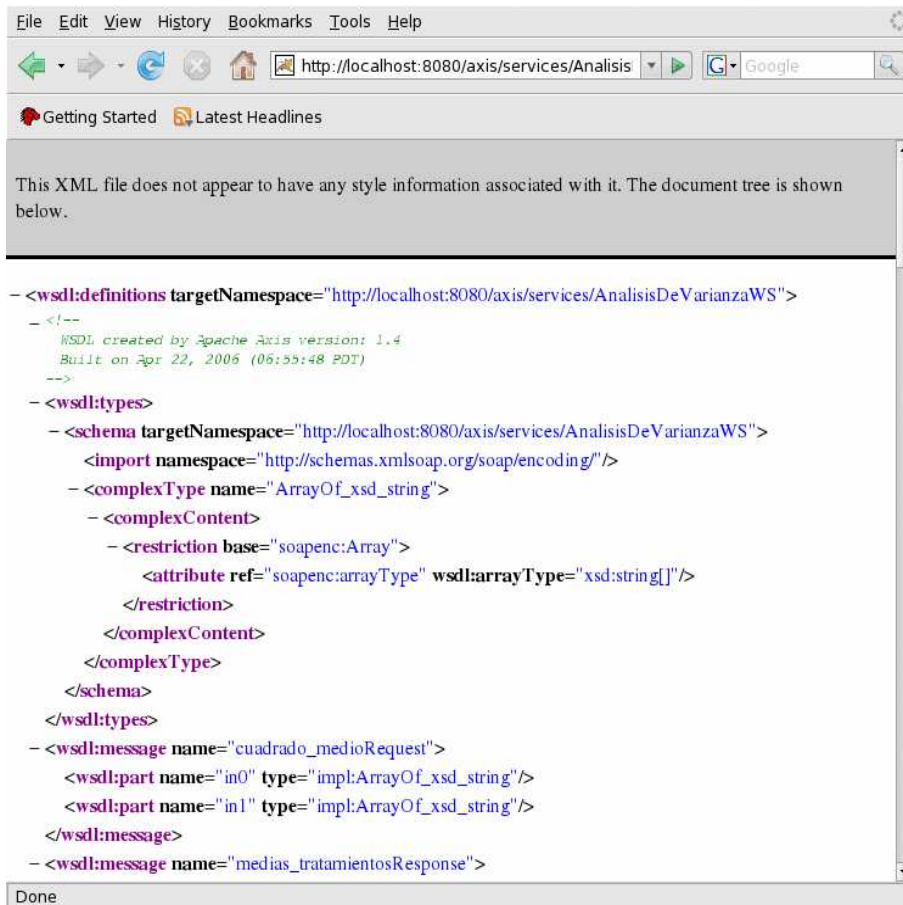 File Edit View History Bookmarks Tools Help
http://localhost:8080/axis/services/Analisis
G Google
Getting Started Latest Headlines
This XML file does not appear to have any style information associated with it. The document tree is shown
below.
– <wsdl:definitions targetNamespace="http://localhost:8080/axis/services/AnalisisDeVarianzaWS">
– <!--
WSDL created by Apache Axis version: 1.4
Built on Apr 22, 2006 (06:55:48 PDT)
-->
– <wsdl:types>
– <schema targetNamespace="http://localhost:8080/axis/services/AnalisisDeVarianzaWS">
<import namespace="http://schemas.xmlsoap.org/soap/encoding/"/>
– <complexType name="ArrayOf_xsd_string">
– <complexContent>
– <restriction base="soapenc:Array">
<attribute ref="soapenc:arrayType" wsdl:arrayType="xsd:string[]"/>
</restriction>
</complexContent>
</complexType>
</schema>
</wsdl:types>
– <wsdl:message name="cuadrado_medioRequest">
<wsdl:part name="in0" type="impl:ArrayOf_xsd_string"/>
<wsdl:part name="in1" type="impl:ArrayOf_xsd_string"/>
</wsdl:message>
– <wsdl:message name="medias_tratamientosResponse">
Done